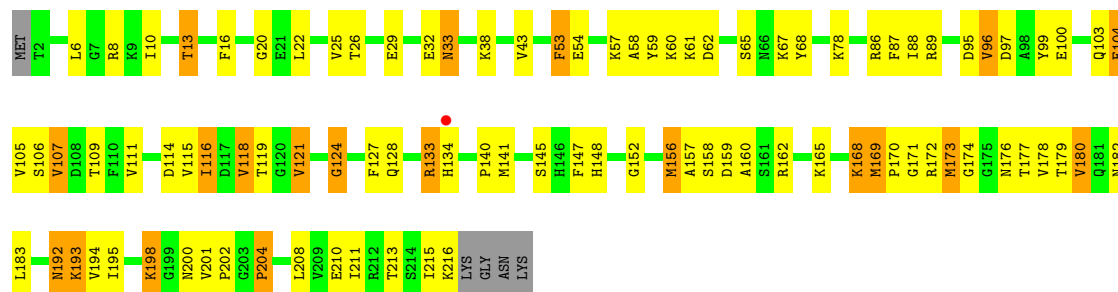 MET T2 L6 G7 R8 K9 I10 T13 F16 G20 E21 L22 V25 T26 E29 E32 N33 K38 V43 F53 E54 K57 A58 Y59 K60 K61 D62 S65 N66 K67 Y68 K78 R86 F87 I88 R89 D95 V96 D97 A98 Y99 E100 Q103 E104
V105 S106 V107 D108 T109 F110 V111 D114 V115 I116 D117 V118 T119 G120 V121 G124 F127 Q128 R133 H134 P140 M141 S145 H146 F147 H148 G152 M156 A157 S158 D159 A160 S161 R162 K165 K168 M169 P170 G171 R172 M173 G174 G175 N176 T177 V178 T179 V180 Q181 N182
L183 N192 K193 V194 I195 K198 G199 N200 V201 P202 G203 P204 L208 V209 E210 I211 R212 T213 S214 I215 K216 LYS GLY ASN LYS